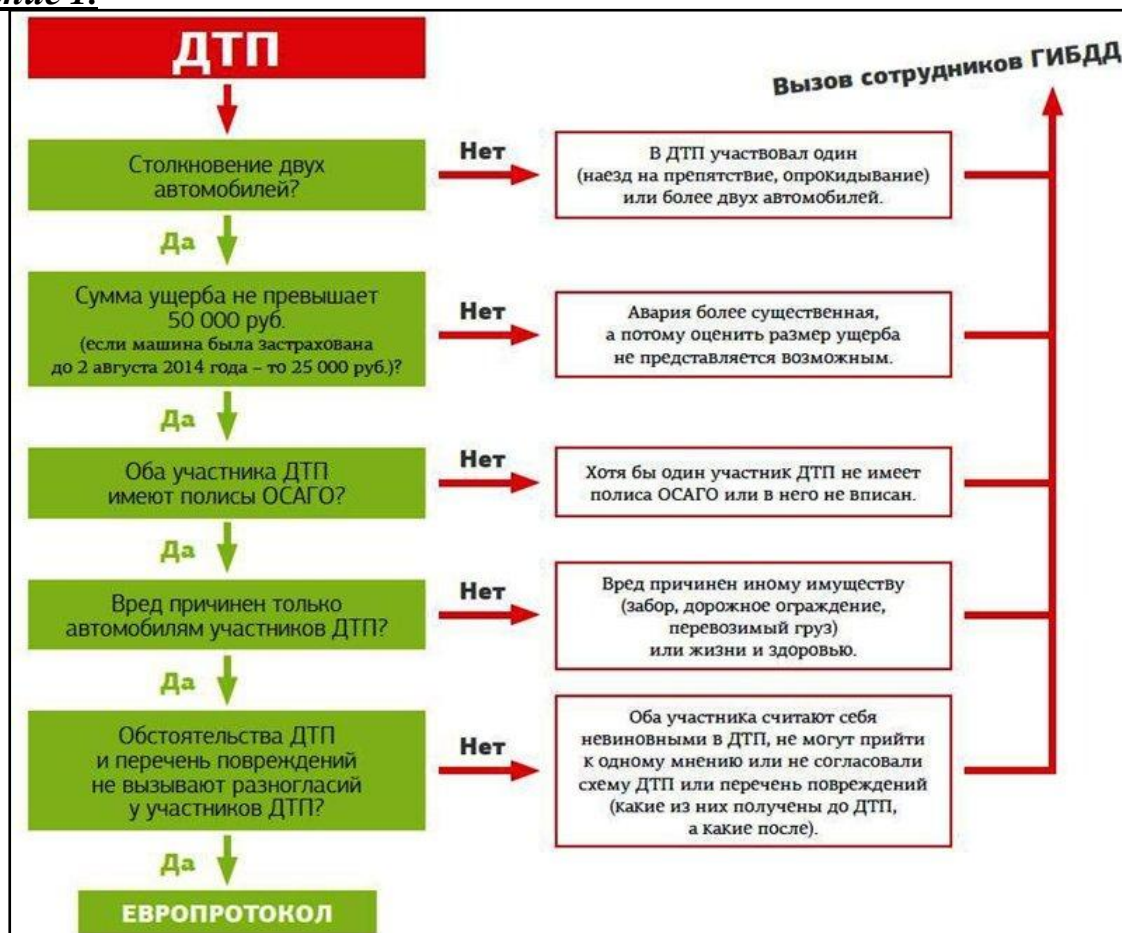 ДТП
Вызов сотрудников ГИБДД
Столкновение двух
автомобилей?
Нет
В ДТП участвовал один
(наезд на препятствие, опрокидывание)
или более двух автомобилей.
Да
Сумма ущерба не превышает
50 000 руб.
(если машина была застрахована
до 2 августа 2014 года – то 25 000 руб.)?
Нет
Авария более существенная,
а потому оценить размер ущерба
не представляется возможным.
Да
Оба участника ДТП
имеют полисы ОСАГО?
Нет
Хотя бы один участник ДТП не имеет
полиса ОСАГО или в него не вписан.
Да
Вред причинен только
автомобилям участников ДТП?
Нет
Вред причинен иному имуществу
(забор, дорожное ограждение,
перевозимый груз)
или жизни и здоровью.
Да
Обстоятельства ДТП
и перечень повреждений
не вызывают разногласий
у участников ДТП?
Нет
Оба участника считают себя
невиновными в ДТП, не могут прийти
к одному мнению или не согласовали
схему ДТП или перечень повреждений
(какие из них получены до ДТП,
а какие после).
Да
ЕВРОПРОТОКОЛ